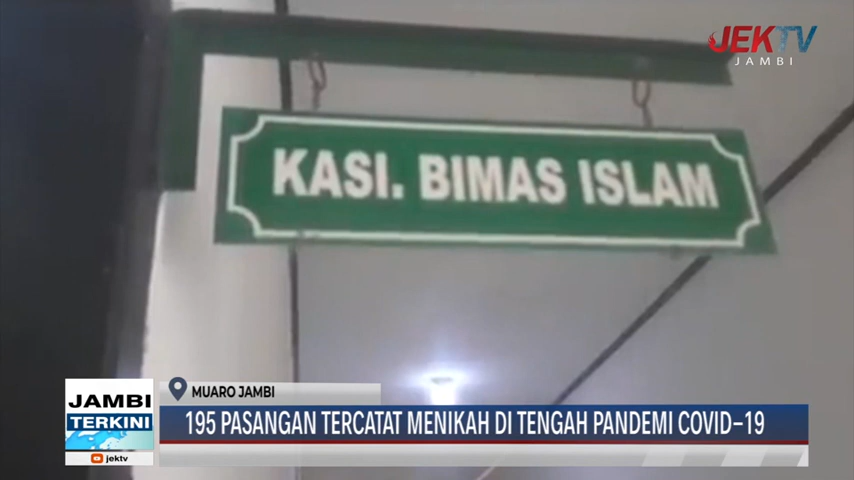 JEKTV
JAMBI
KASI. BIMAS ISLAM
MUARO JAMBI
JAMBI
TERKINI
195 PASANGAN TERCATAT MENIKAH DI TENGAH PANDEMI COVID-19
jektv